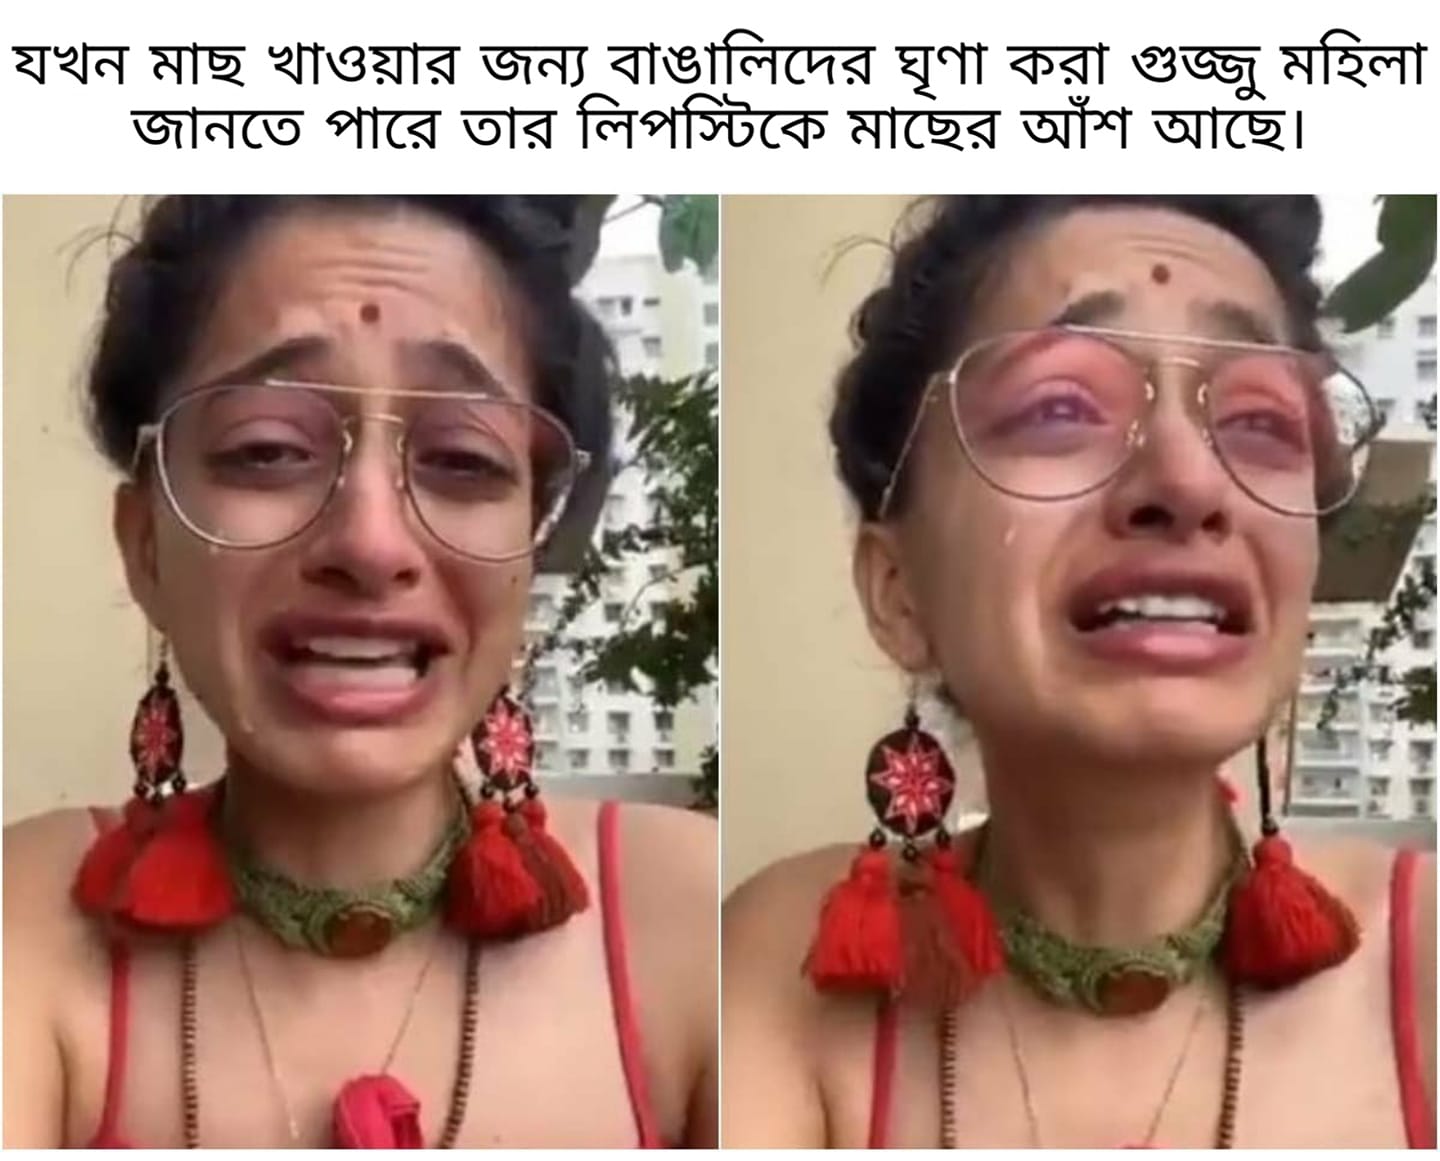 যখন মাছ খাওয়ার জন্য বাঙালিদের ঘৃণা করা গুজ্জু মহিলা
জানতে পারে তার লিপস্টিকে মাছের আঁশ আছে।